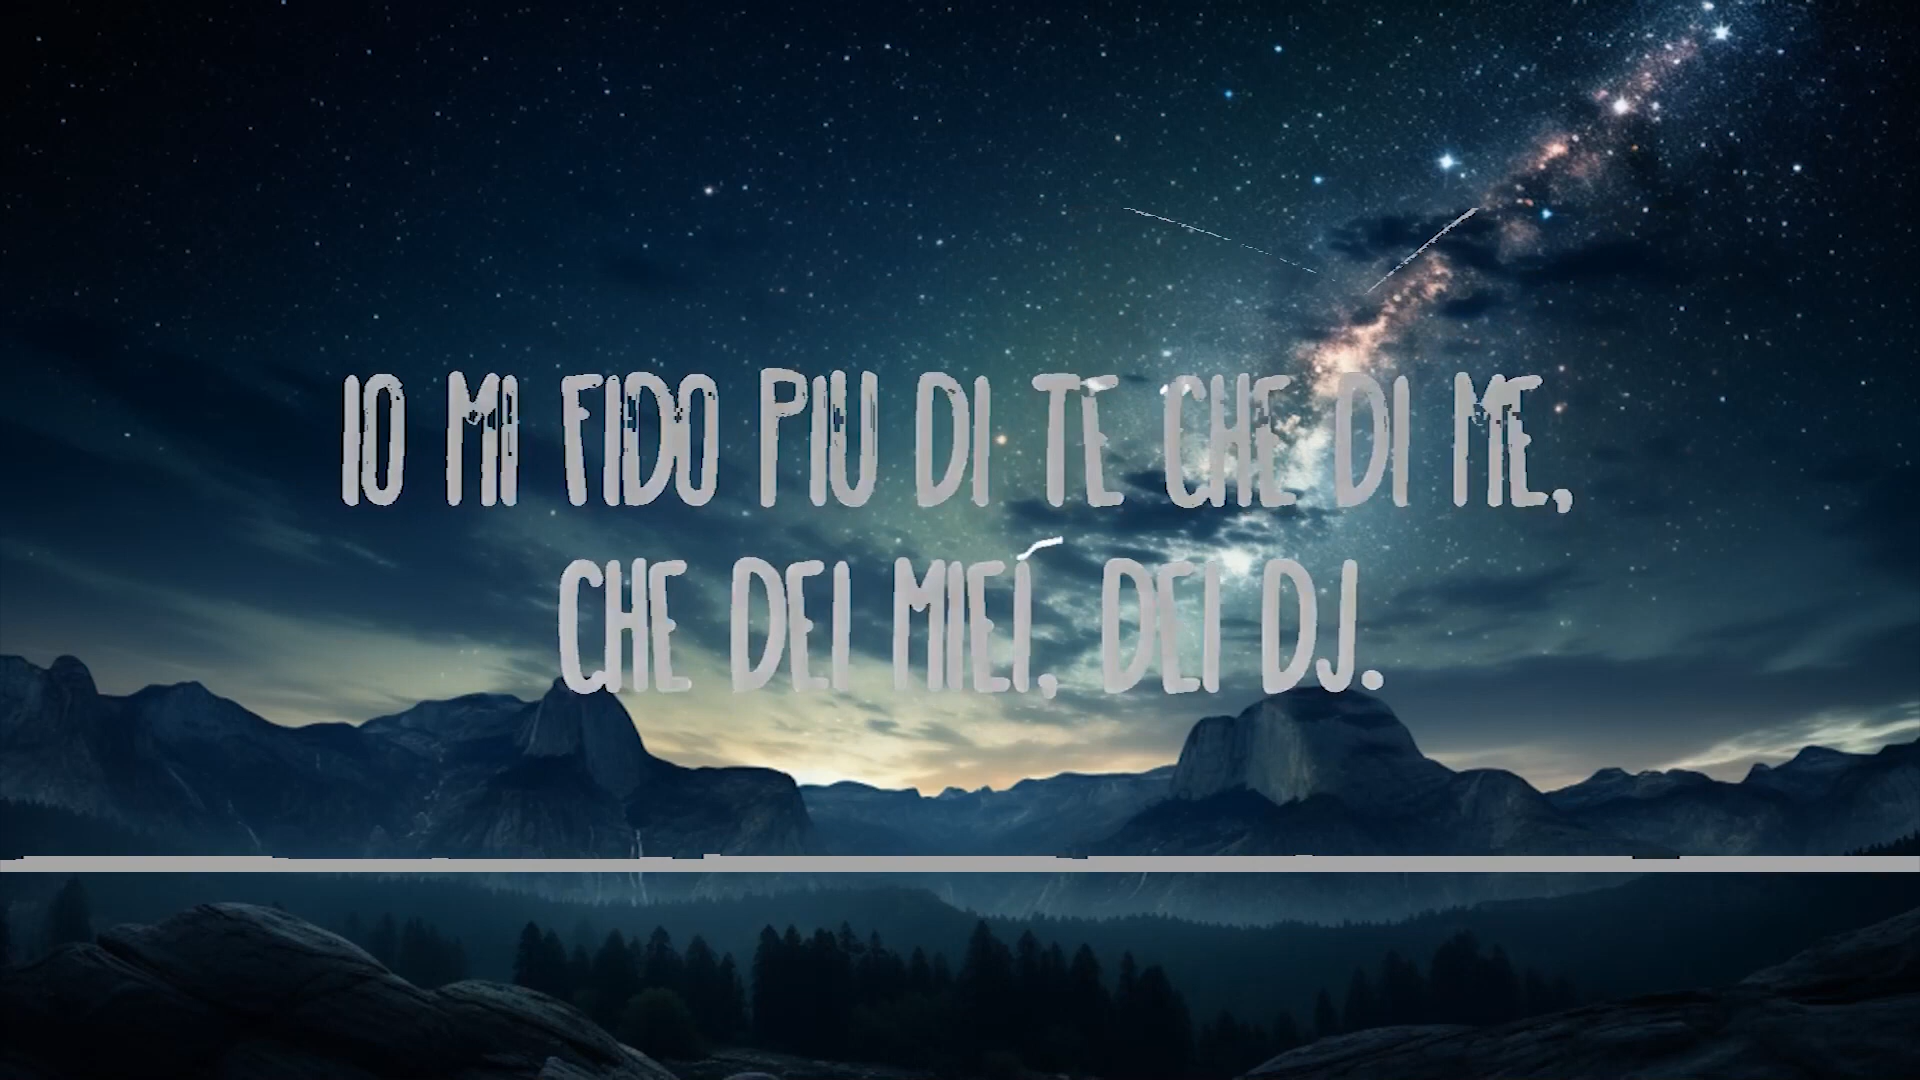 IO MI FIDO PIU DI TE CHE DI ME,
CHE DEI MIEI, DEI DJ.